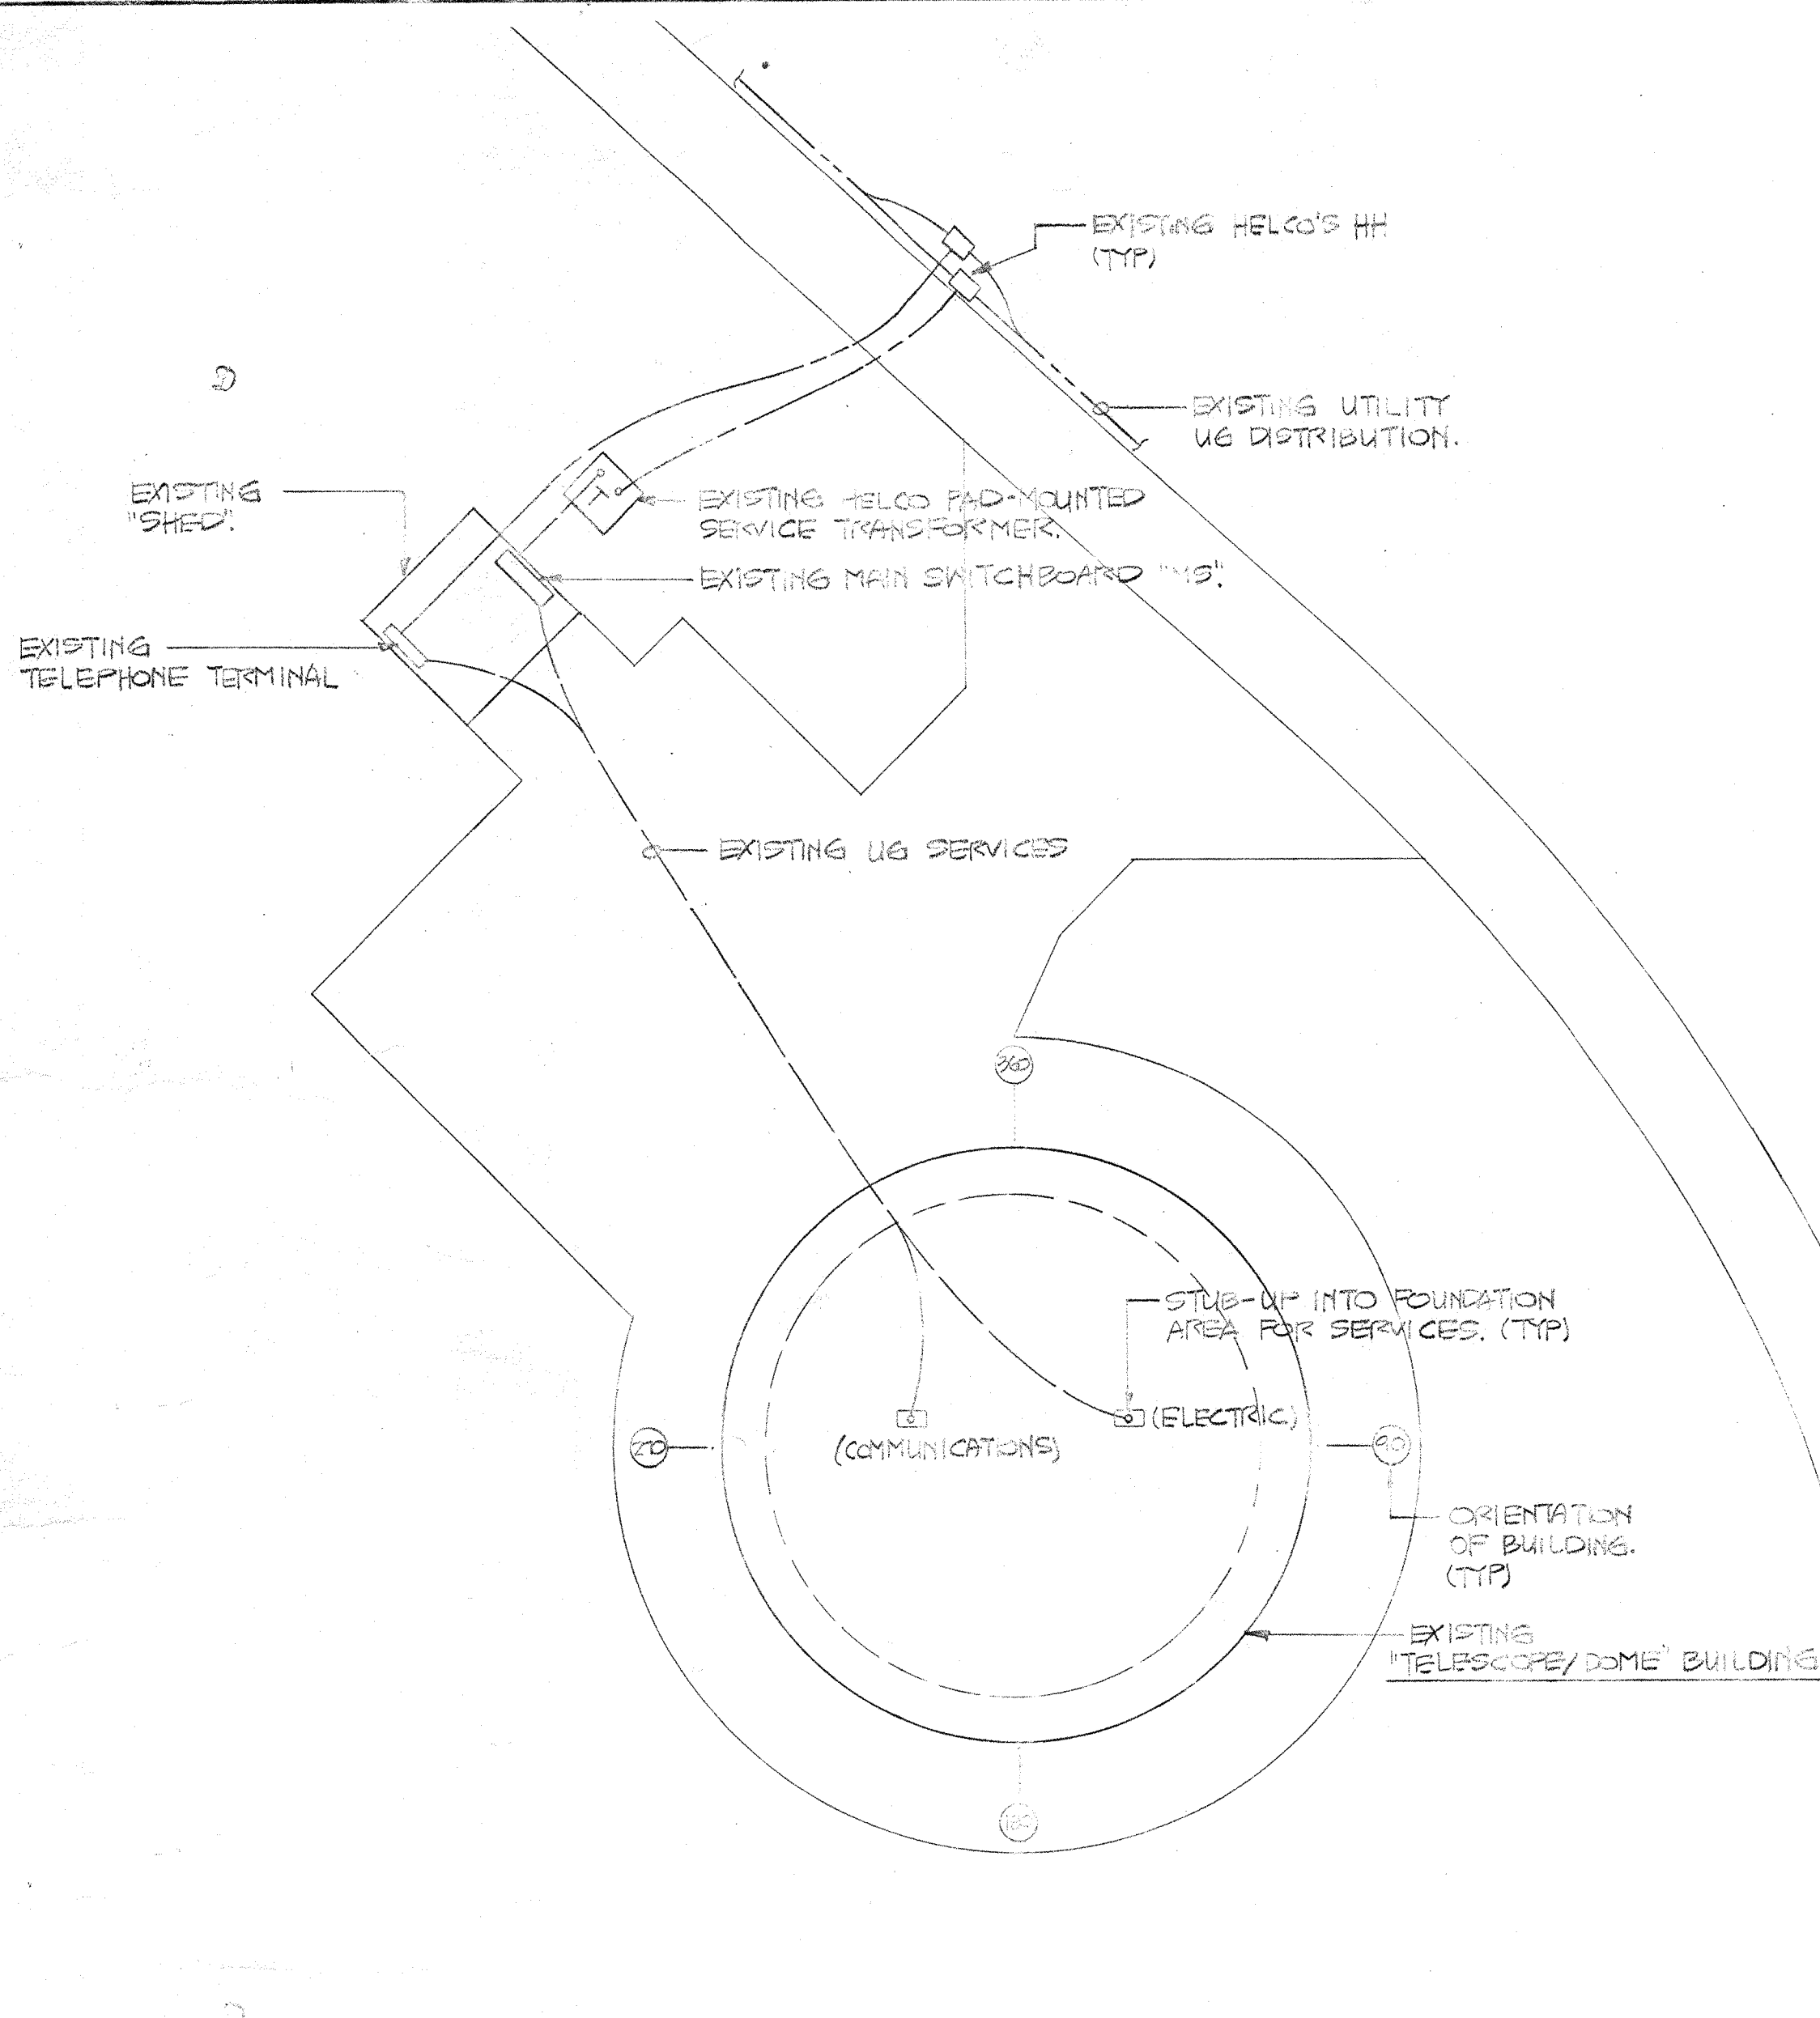 EXISTING HELCO'S HH
(TYP)
D
EXISTING UTILITY
UG DISTRIBUTION.
EXISTING
"SHED".
T
EXISTING HELCO PAD-MOUNTED
SERVICE TRANSFORMER.
EXISTING MAIN SWITCHBOARD "MS".
EXISTING
TELEPHONE TERMINAL
EXISTING UG SERVICES
360
STUB-UP INTO FOUNDATION
AREA FOR SERVICES. (TYP)
(ELECTRIC)
(COMMUNICATIONS)
270
90
ORIENTATION
OF BUILDING.
(TYP)
EXISTING
"TELESCOPE/DOME" BUILDING
180